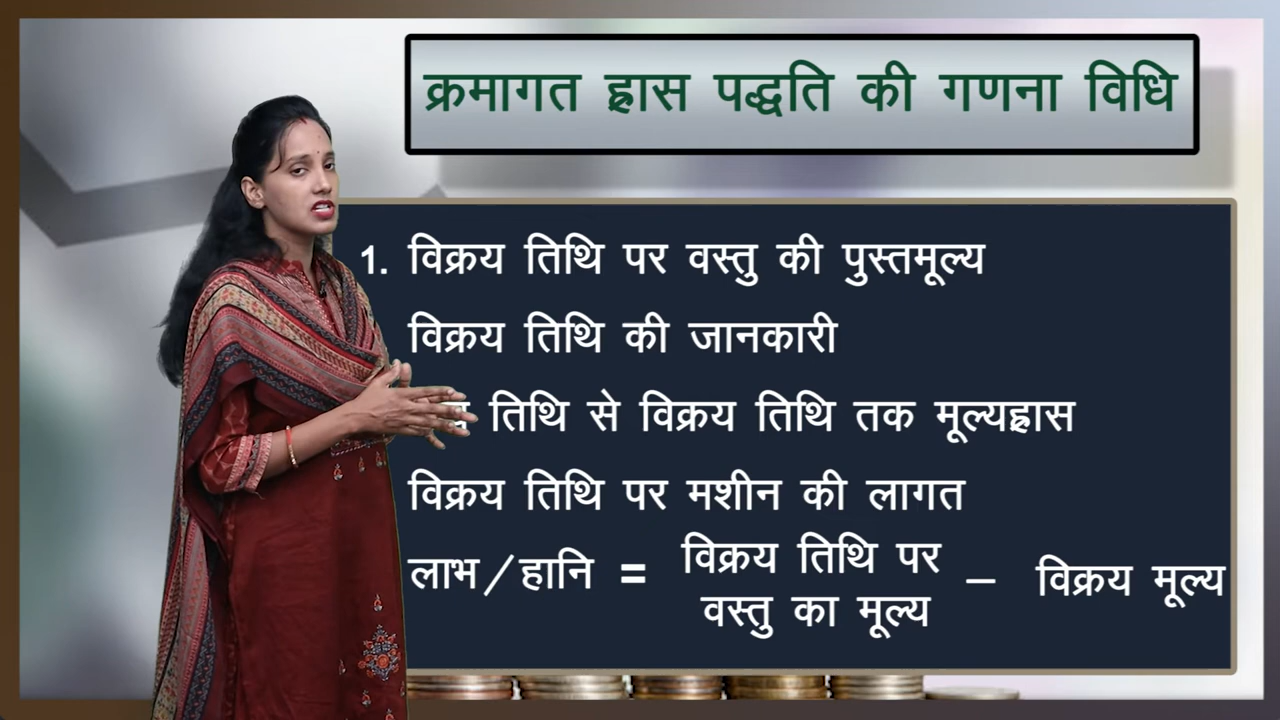 क्रमागत ह्रास पद्धति की गणना विधि
1. विक्रय तिथि पर वस्तु की पुस्तमूल्य
विक्रय तिथि की जानकारी
तिथि से विक्रय तिथि तक मूल्यह्रास
विक्रय तिथि पर मशीन की लागत
लाभ/हानि = विक्रय तिथि पर वस्तु का मूल्य – विक्रय मूल्य